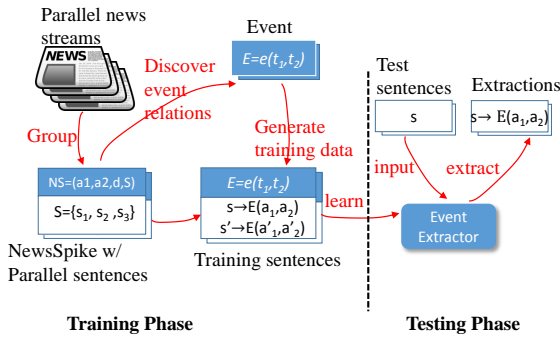 Parallel news
streams
NEWS
Group
Discover
event
relations
Event
E=e(t₁,t₂)
Generate
training data
NS=(a1,a2,d,S)
S={s₁, s₂ ,s₃}
NewsSpike w/
Parallel sentences
E=e(t₁,t₂)
s→E(a₁,a₂)
s'→E(a'₁,a'₂)
Training sentences
learn
Training Phase
Test
sentences
s
input
Extractions
s→ E(a₁,a₂)
extract
Event
Extractor
Testing Phase